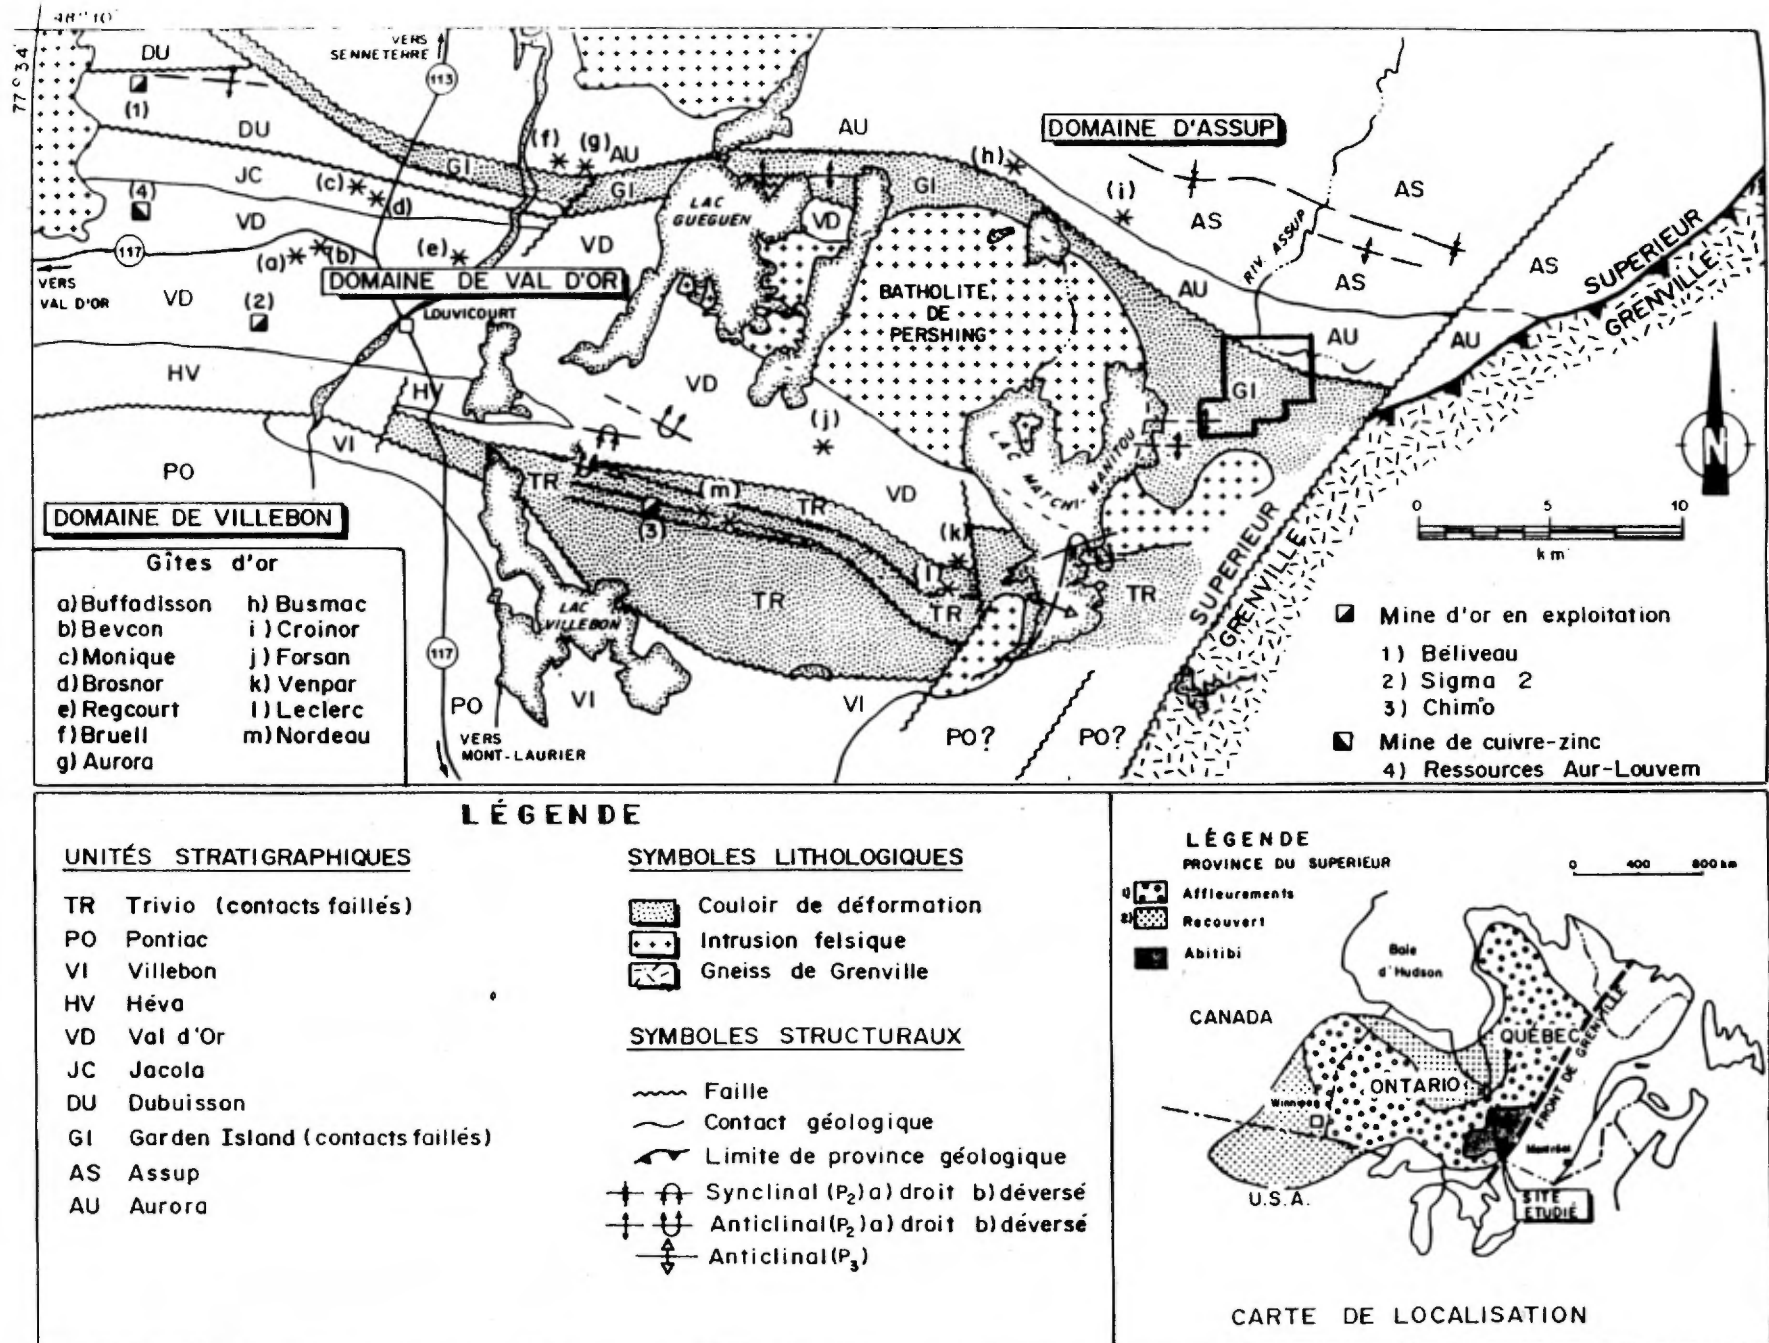 48°10'
77°34'
DU
VERS
SENNETERRE
113
(1)
DU
(f)
(g)
AU
AU
DOMAINE D'ASSUP
GI
GI
(h)
JC
(c)
(d)
LAC
GUEGUEN
GI
(i)
AS
AS
AS
(4)
VD
VD
VD
RIV. ASSUP
117
(a)
(b)
(e)
DOMAINE DE VAL D'OR
VERS
VAL D'OR
VD
(2)
LOUVICOURT
BATHOLITE
DE
PERSHING
AU
AS
AS
SUPERIEUR
GRENVILLE
AU
AU
HV
HV
VD
GI
(j)
VI
PO
LAC MATCHI-MANITOU
TR
(m)
TR
VD
(3)
(k)
(l)
TR
TR
TR
SUPERIEUR
GRENVILLE
N
0 5 10
km
DOMAINE DE VILLEBON
LAC
VILLEBON
117
PO
VI
VI
PO?
PO?
VERS
MONT-LAURIER
Gîtes d'or
a) Buffadisson
b) Bevcon
c) Monique
d) Brosnor
e) Regcourt
f) Bruell
g) Aurora
h) Busmac
i) Croinor
j) Forsan
k) Venpar
l) Leclerc
m) Nordeau
Mine d'or en exploitation
1) Béliveau
2) Sigma 2
3) Chimo
Mine de cuivre-zinc
4) Ressources Aur-Louvem
LÉGENDE
UNITÉS STRATIGRAPHIQUES
TR Trivio (contacts faillés)
PO Pontiac
VI Villebon
HV Héva
VD Val d'Or
JC Jacola
DU Dubuisson
GI Garden Island (contacts faillés)
AS Assup
AU Aurora
SYMBOLES LITHOLOGIQUES
Couloir de déformation
Intrusion felsique
Gneiss de Grenville
SYMBOLES STRUCTURAUX
Faille
Contact géologique
Limite de province géologique
Synclinal (P2) a) droit b) déversé
Anticlinal (P2) a) droit b) déversé
Anticlinal (P3)
LÉGENDE
PROVINCE DU SUPERIEUR
1) Affleurements
2) Recouvert
Abitibi
0 400 800 km
Baie
d'Hudson
CANADA
QUÉBEC
ONTARIO
Winnipeg
FRONT DE GRENVILLE
Montréal
U.S.A.
SITE
ETUDIÉ
CARTE DE LOCALISATION